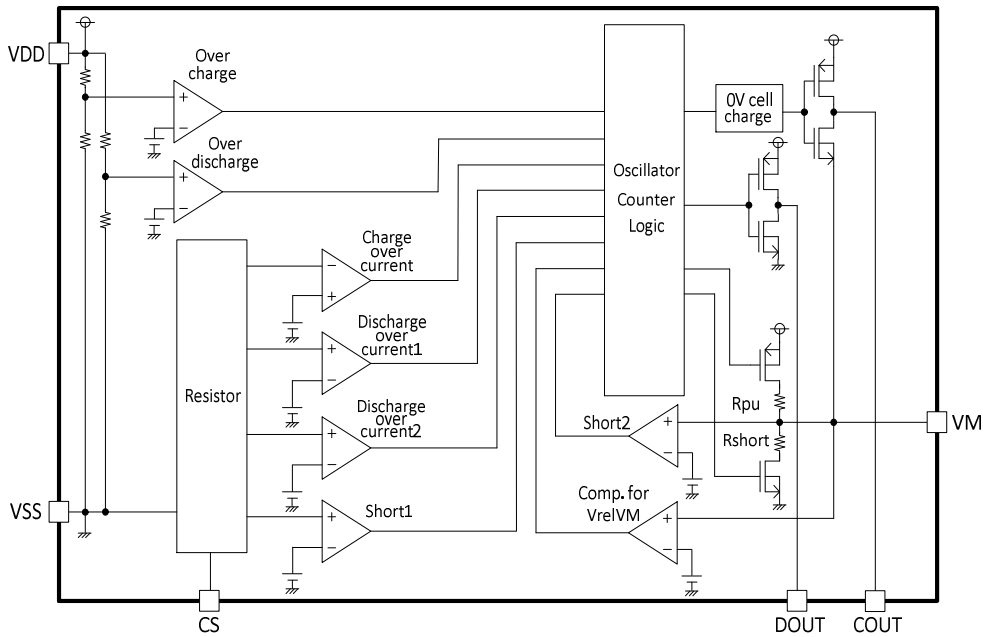 VDD
Over
charge
+
−
Over
discharge
+
−
0V cell
charge
Oscillator
Counter
Logic
Charge
over
current
−
+
Discharge
over
current1
+
−
Resistor
Discharge
over
current2
+
−
Rpu
Short2
+
−
Rshort
VM
Comp. for
VrelVM
+
−
VSS
Short1
+
−
CS
DOUT
COUT